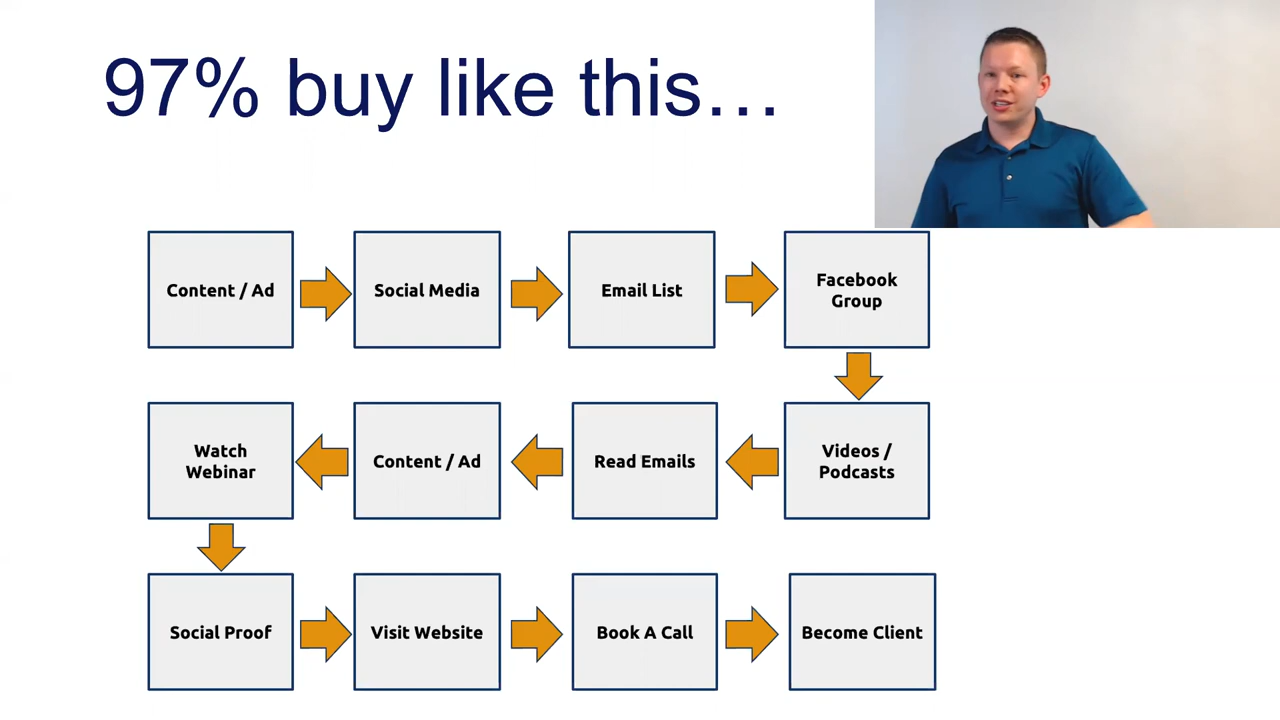 97% buy like this…
Content / Ad
Social Media
Email List
Facebook
Group
Videos /
Podcasts
Read Emails
Content / Ad
Watch
Webinar
Social Proof
Visit Website
Book A Call
Become Client